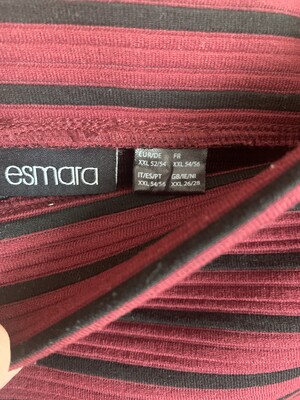 esmara
EUR/DE FR
XXL 52/54 XXL 54/56
IT/ES/PT GB/IE/NI
XXL 54/56 XXL 26/28